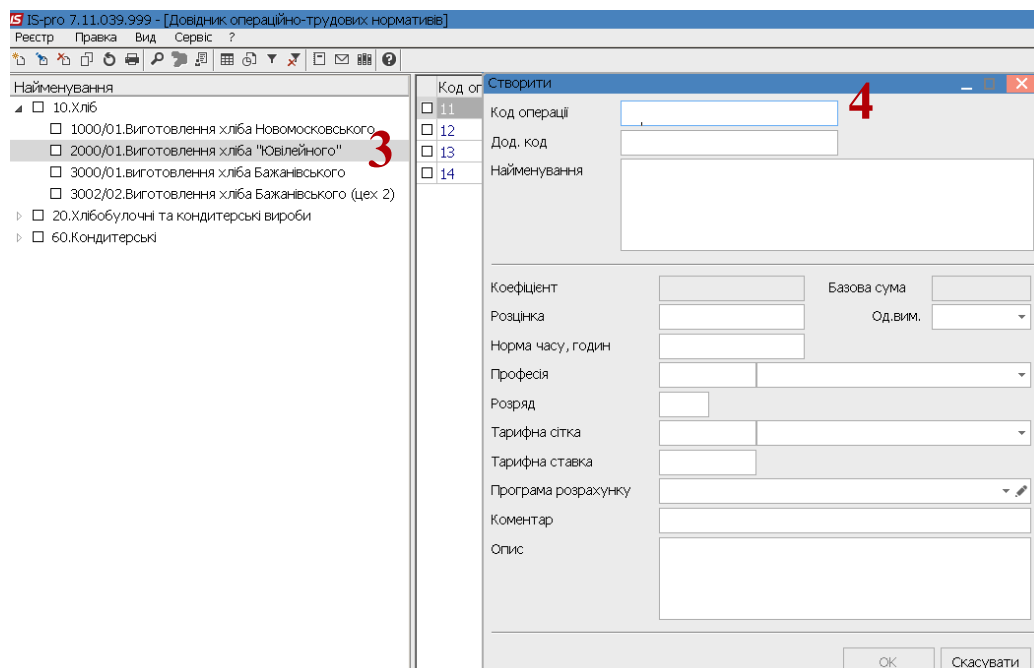 IS IS-pro 7.11.039.999 - [Довідник операційно-трудових нормативів]
Реєстр Правка Вид Сервіс ?
Найменування
10.Хліб
1000/01.Виготовлення хліба Новомосковського
2000/01.Виготовлення хліба "Ювілейного"
3
3000/01.виготовлення хліба Бажанівського
3002/02.Виготовлення хліба Бажанівського (цех 2)
20.Хлібобулочні та кондитерські вироби
60.Кондитерські
Код оп
11
12
13
14
Створити
4
Код операції
Дод. код
Найменування
Коефіцієнт Базова сума
Розцінка Од.вим.
Норма часу, годин
Професія
Розряд
Тарифна сітка
Тарифна ставка
Програма розрахунку
Коментар
Опис
ОК Скасувати